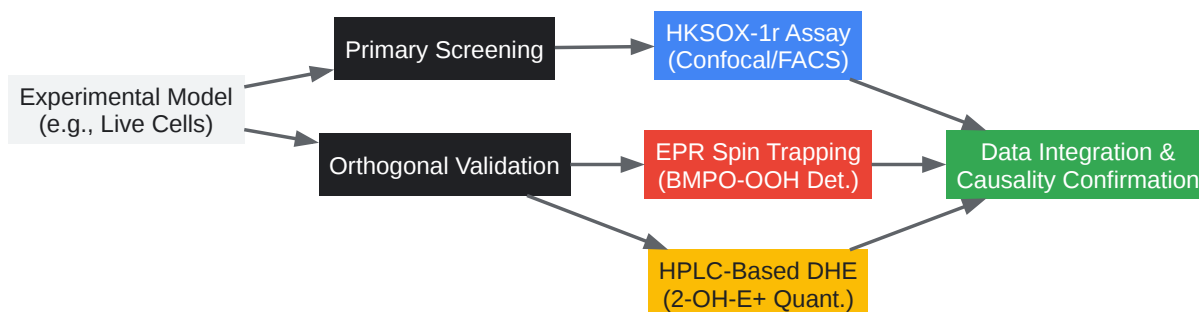 Experimental Model
(e.g., Live Cells)
Primary Screening
Orthogonal Validation
HKSOX-1r Assay
(Confocal/FACS)
EPR Spin Trapping
(BMPO-OOH Det.)
HPLC-Based DHE
(2-OH-E+ Quant.)
Data Integration &
Causality Confirmation